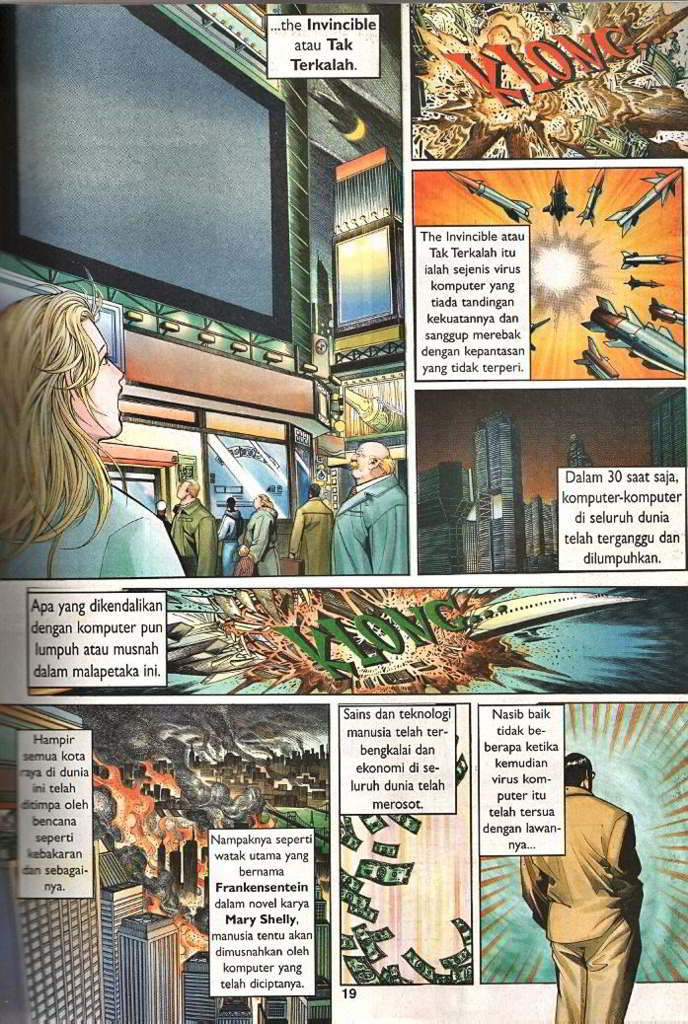 ...the Invincible
atau Tak
Terkalah.
KLONG
The Invincible atau
Tak Terkalah itu
ialah sejenis virus
komputer yang
tiada tandingan
kekuatannya dan
sanggup merebak
dengan kepantasan
yang tidak terperi.
Dalam 30 saat saja,
komputer-komputer
di seluruh dunia
telah terganggu dan
dilumpuhkan.
Apa yang dikendalikan
dengan komputer pun
lumpuh atau musnah
dalam malapetaka ini.
KLONG
Hampir
semua kota
raya di dunia
ini telah
ditimpa oleh
bencana
seperti
kebakaran
dan sebagai-
nya.
Nampaknya seperti
watak utama yang
bernama
Frankensentein
dalam novel karya
Mary Shelly,
manusia tentu akan
dimusnahkan oleh
komputer yang
telah diciptanya.
Sains dan teknologi
manusia telah ter-
bengkalai dan
ekonomi di se-
luruh dunia telah
merosot.
Nasib baik
tidak be-
berapa ketika
kemudian
virus kom-
puter itu
telah tersua
dengan lawan-
nya...
19